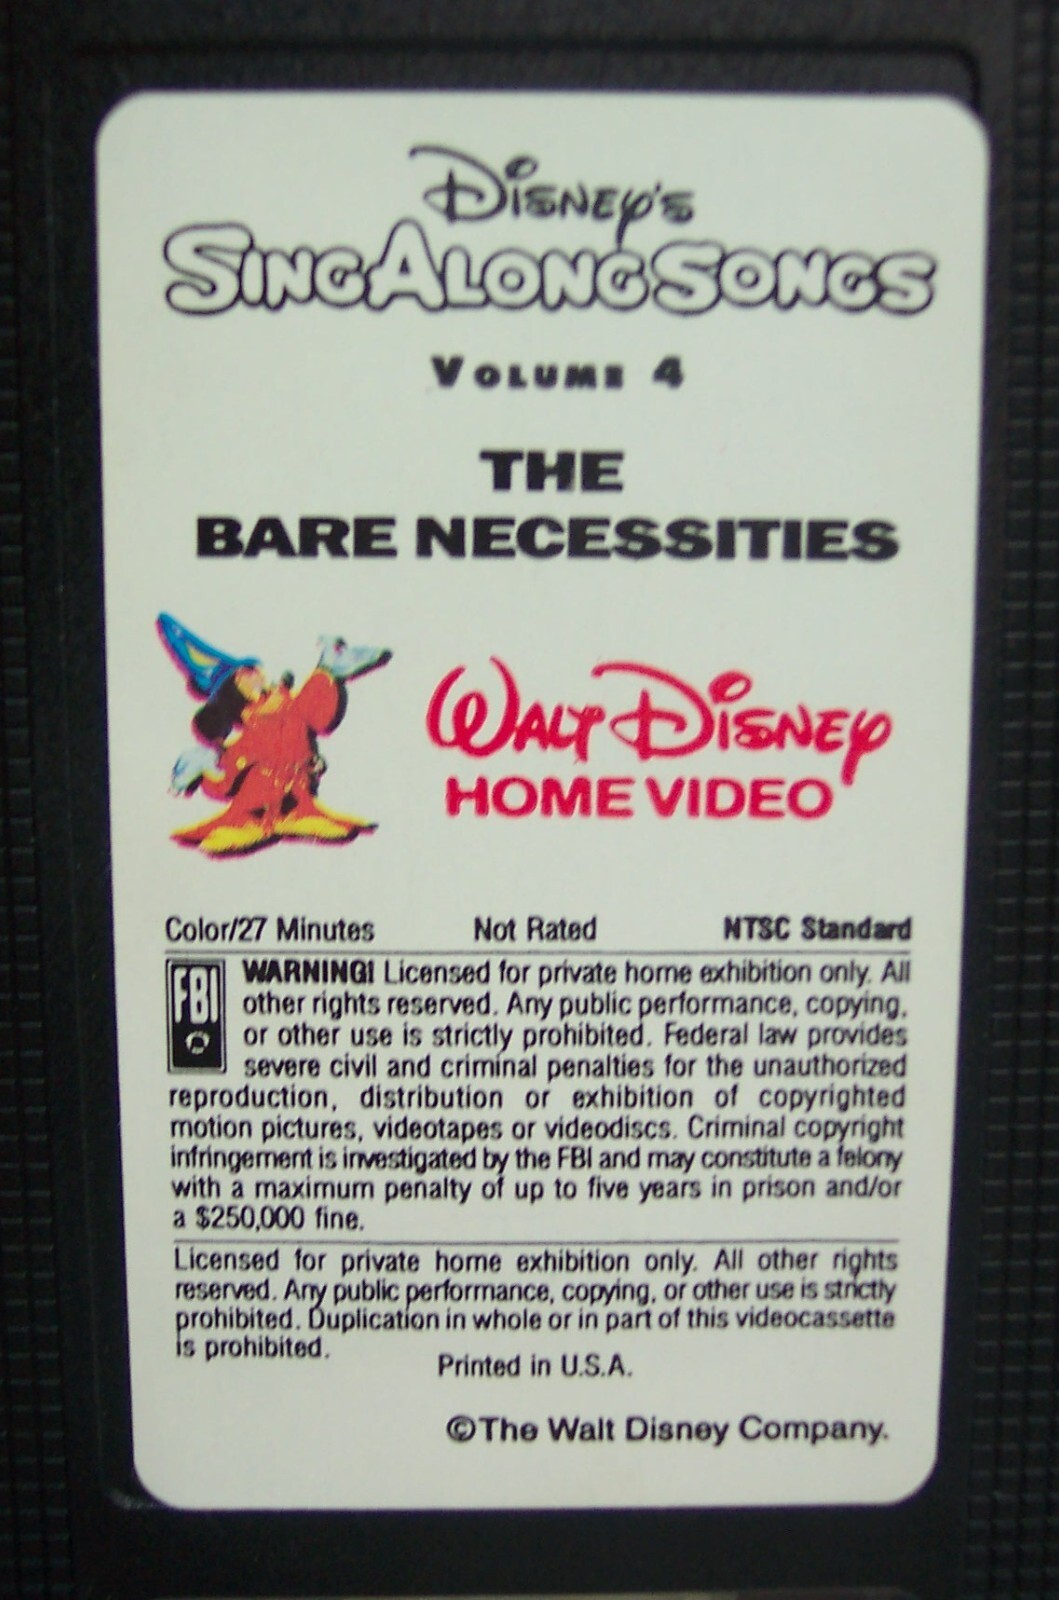 Disney's
Sing Along Songs
Volume 4
THE
BARE NECESSITIES
Walt Disney
HOME VIDEO
Color/27 Minutes Not Rated NTSC Standard
FBI
WARNING! Licensed for private home exhibition only. All
other rights reserved. Any public performance, copying,
or other use is strictly prohibited. Federal law provides
severe civil and criminal penalties for the unauthorized
reproduction, distribution or exhibition of copyrighted
motion pictures, videotapes or videodiscs. Criminal copyright
infringement is investigated by the FBI and may constitute a felony
with a maximum penalty of up to five years in prison and/or
a $250,000 fine.
Licensed for private home exhibition only. All other rights
reserved. Any public performance, copying, or other use is strictly
prohibited. Duplication in whole or in part of this videocassette
is prohibited.
Printed in U.S.A.
©The Walt Disney Company.